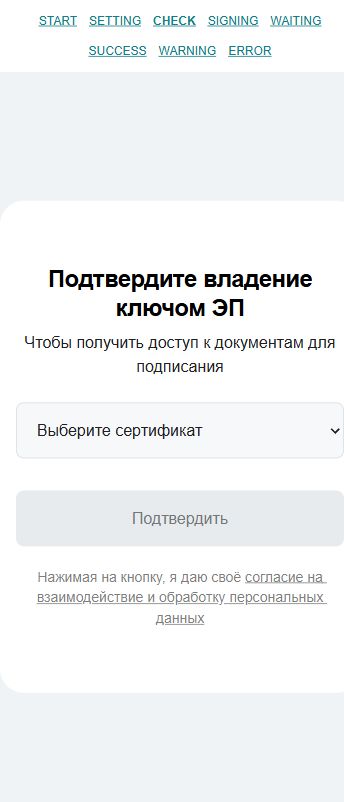 START SETTING CHECK SIGNING WAITING
SUCCESS WARNING ERROR
Подтвердите владение
ключом ЭП
Чтобы получить доступ к документам для
подписания
Выберите сертификат
Подтвердить
Нажимая на кнопку, я даю своё согласие на
взаимодействие и обработку персональных
данных